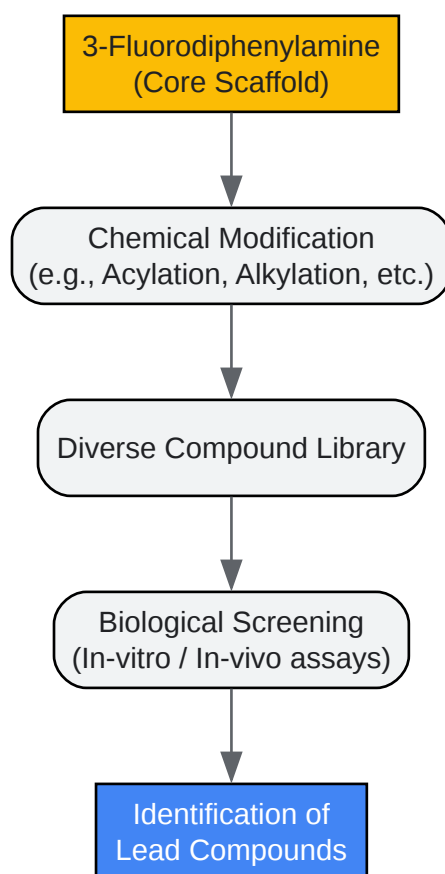 3-Fluorodiphenylamine
(Core Scaffold)
Chemical Modification
(e.g., Acylation, Alkylation, etc.)
Diverse Compound Library
Biological Screening
(In-vitro / In-vivo assays)
Identification of
Lead Compounds